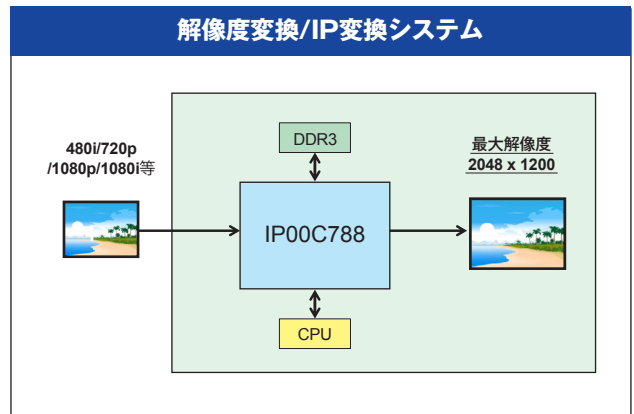 解像度変換/IP変換システム
480i/720p
/1080p/1080i等
DDR3
最大解像度
2048 x 1200
IP00C788
CPU